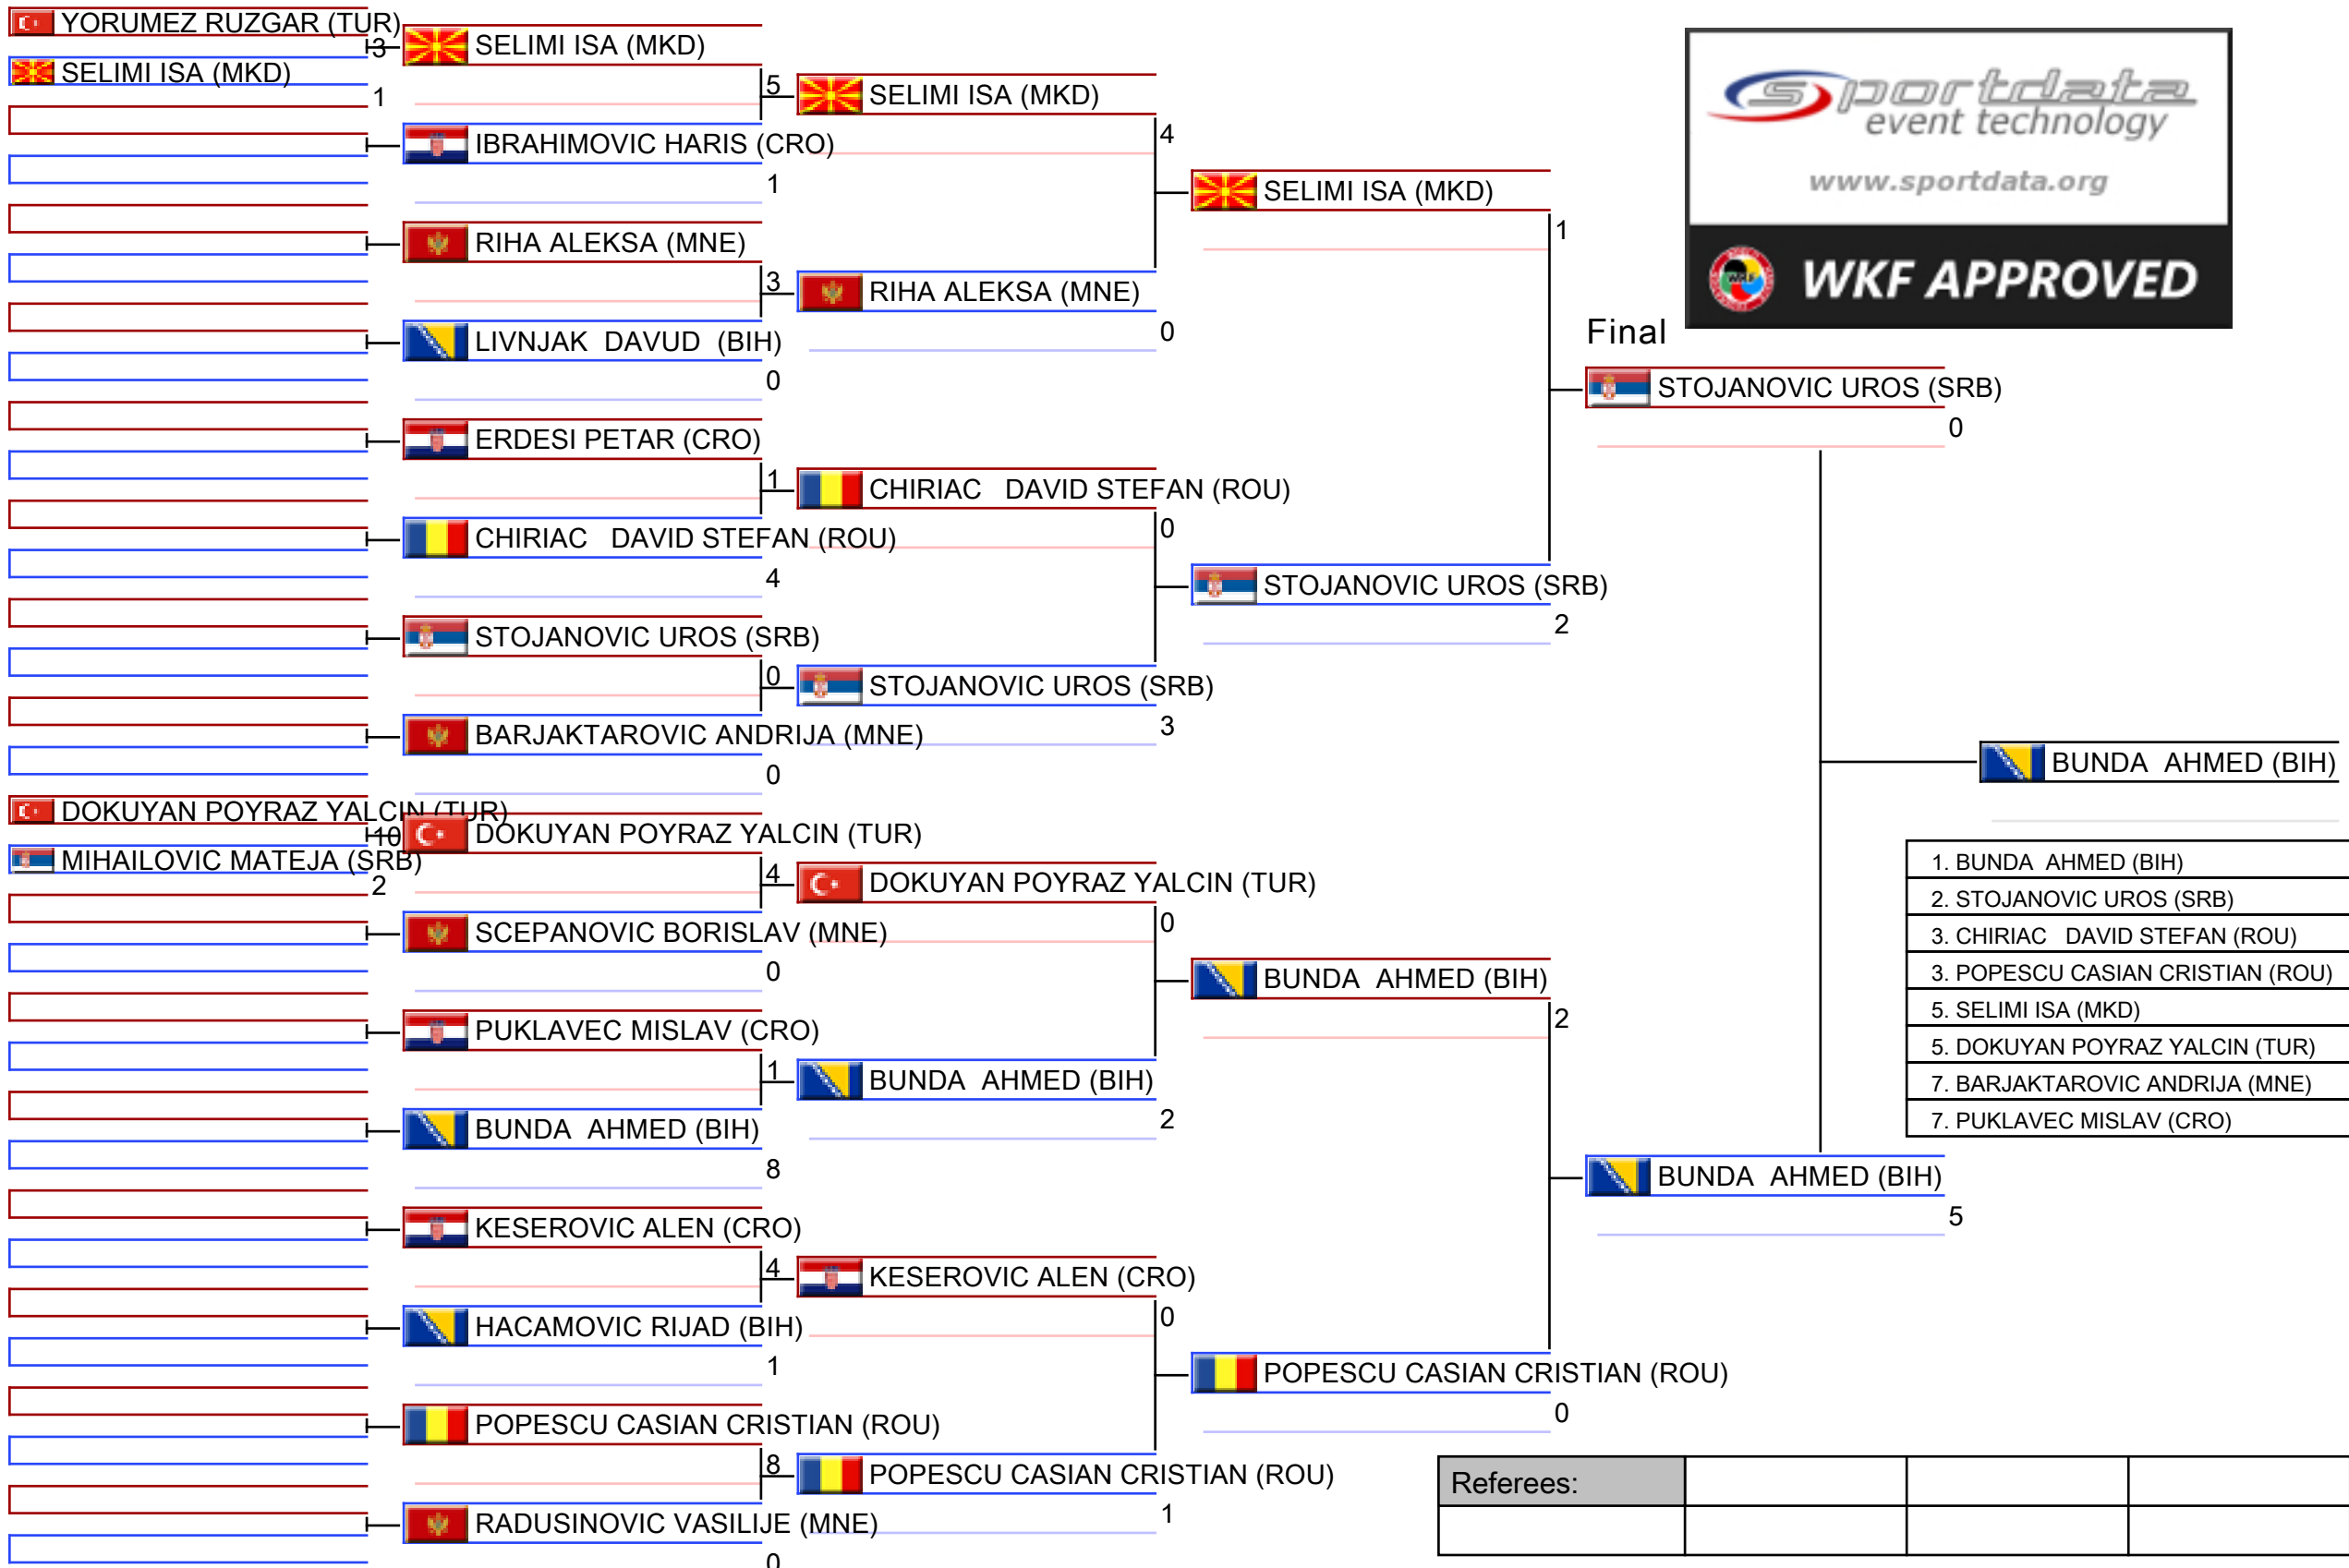 YORUMEZ RUZGAR (TUR)
3
SELIMI ISA (MKD)
1
DOKUYAN POYRAZ YALCIN (TUR)
10
MIHAILOVIC MATEJA (SRB)
2
SELIMI ISA (MKD)
5
IBRAHIMOVIC HARIS (CRO)
1
RIHA ALEKSA (MNE)
3
LIVNJAK DAVUD (BIH)
0
ERDESI PETAR (CRO)
1
CHIRIAC DAVID STEFAN (ROU)
4
STOJANOVIC UROS (SRB)
0
BARJAKTAROVIC ANDRIJA (MNE)
0
DOKUYAN POYRAZ YALCIN (TUR)
4
SCEPANOVIC BORISLAV (MNE)
0
PUKLAVEC MISLAV (CRO)
1
BUNDA AHMED (BIH)
8
KESEROVIC ALEN (CRO)
4
HACAMOVIC RIJAD (BIH)
1
POPESCU CASIAN CRISTIAN (ROU)
8
RADUSINOVIC VASILIJE (MNE)
0
SELIMI ISA (MKD)
4
RIHA ALEKSA (MNE)
0
CHIRIAC DAVID STEFAN (ROU)
0
STOJANOVIC UROS (SRB)
3
DOKUYAN POYRAZ YALCIN (TUR)
0
BUNDA AHMED (BIH)
2
KESEROVIC ALEN (CRO)
0
POPESCU CASIAN CRISTIAN (ROU)
1
SELIMI ISA (MKD)
1
STOJANOVIC UROS (SRB)
2
BUNDA AHMED (BIH)
2
POPESCU CASIAN CRISTIAN (ROU)
0
Final
STOJANOVIC UROS (SRB)
0
BUNDA AHMED (BIH)
5
BUNDA AHMED (BIH)
sportdata
event technology
www.sportdata.org
WKF APPROVED
1. BUNDA AHMED (BIH)
2. STOJANOVIC UROS (SRB)
3. CHIRIAC DAVID STEFAN (ROU)
3. POPESCU CASIAN CRISTIAN (ROU)
5. SELIMI ISA (MKD)
5. DOKUYAN POYRAZ YALCIN (TUR)
7. BARJAKTAROVIC ANDRIJA (MNE)
7. PUKLAVEC MISLAV (CRO)
Referees: